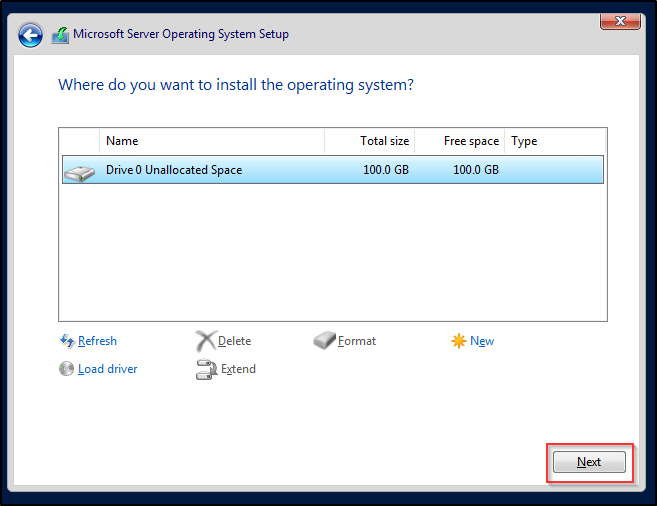 Microsoft Server Operating System Setup
Where do you want to install the operating system?
Name Total size Free space Type
Drive 0 Unallocated Space 100.0 GB 100.0 GB
Refresh Delete Format New
Load driver Extend
Next